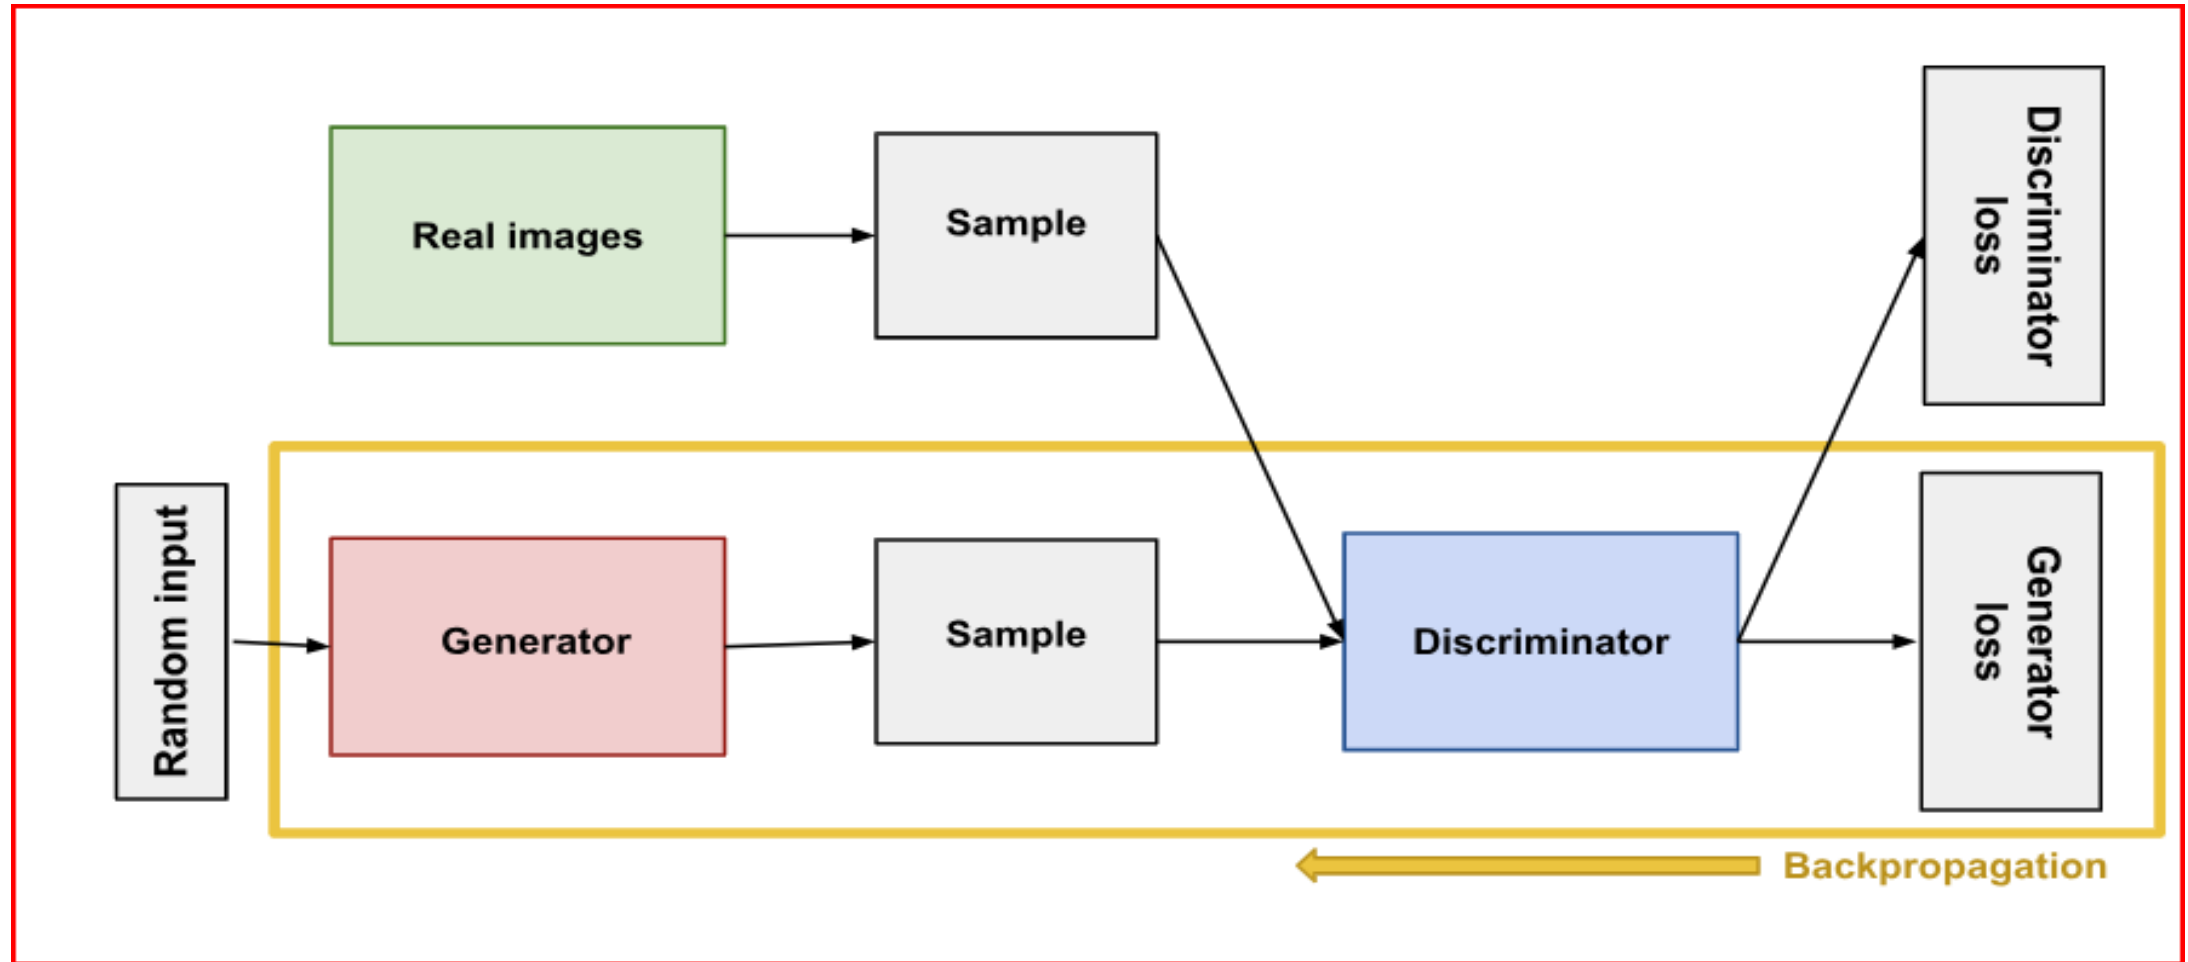 Real images
Sample
Discriminator
loss
Random input
Generator
Sample
Discriminator
Generator
loss
Backpropagation